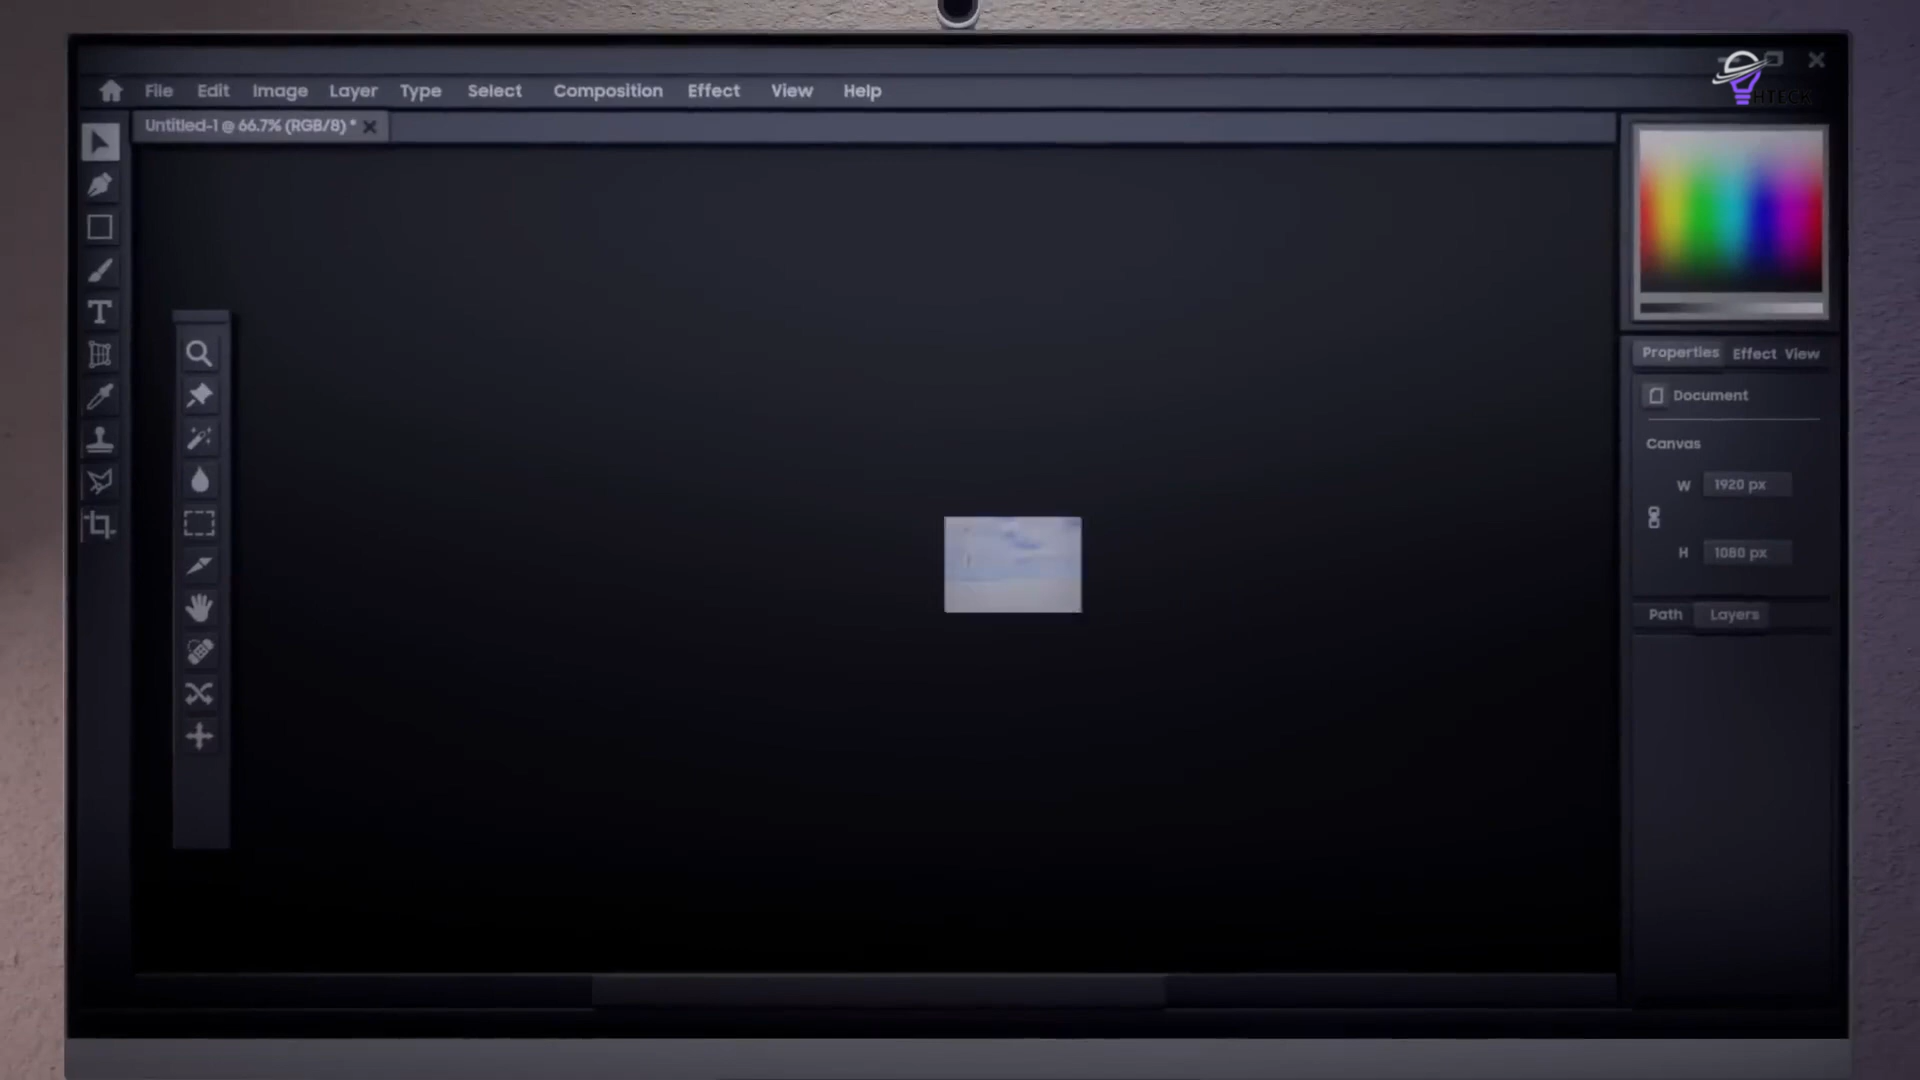 HTECK
File Edit Image Layer Type Select Composition Effect View Help
Untitled-1 @ 66.7% (RGB/8) *
T
Properties Effect View
Document
Canvas
W 1920 px
H 1080 px
Path Layers